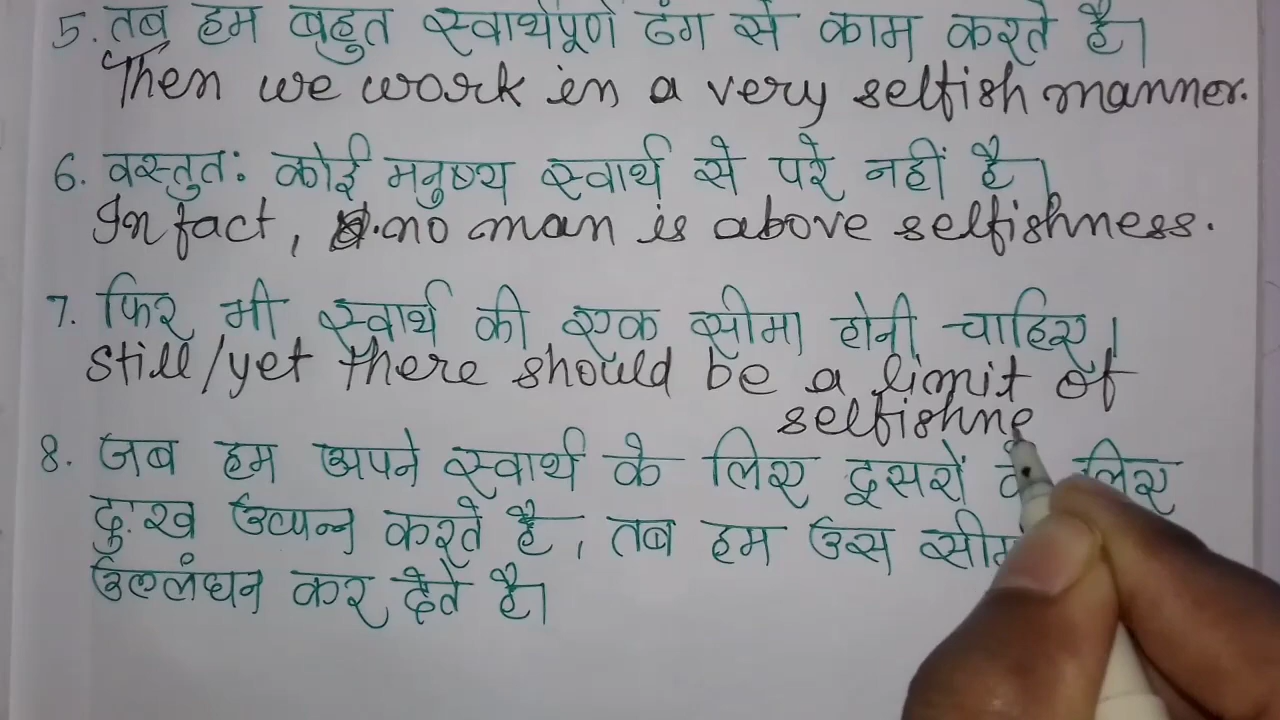 5. तब हम बहुत स्वार्थपूर्ण ढंग से काम करते है।
Then we work in a very selfish manner.
6. वस्तुतः कोई मनुष्य स्वार्थ से परे नहीं है।
In fact, no man is above selfishness.
7. फिर भी स्वार्थ की एक सीमा होनी चाहिए।
still/yet there should be a limit of
selfishne
8. जब हम अपने स्वार्थ के लिए दूसरों लिए
दुःख उत्पन्न करते है, तब हम उस
उल्लंघन कर देते है।